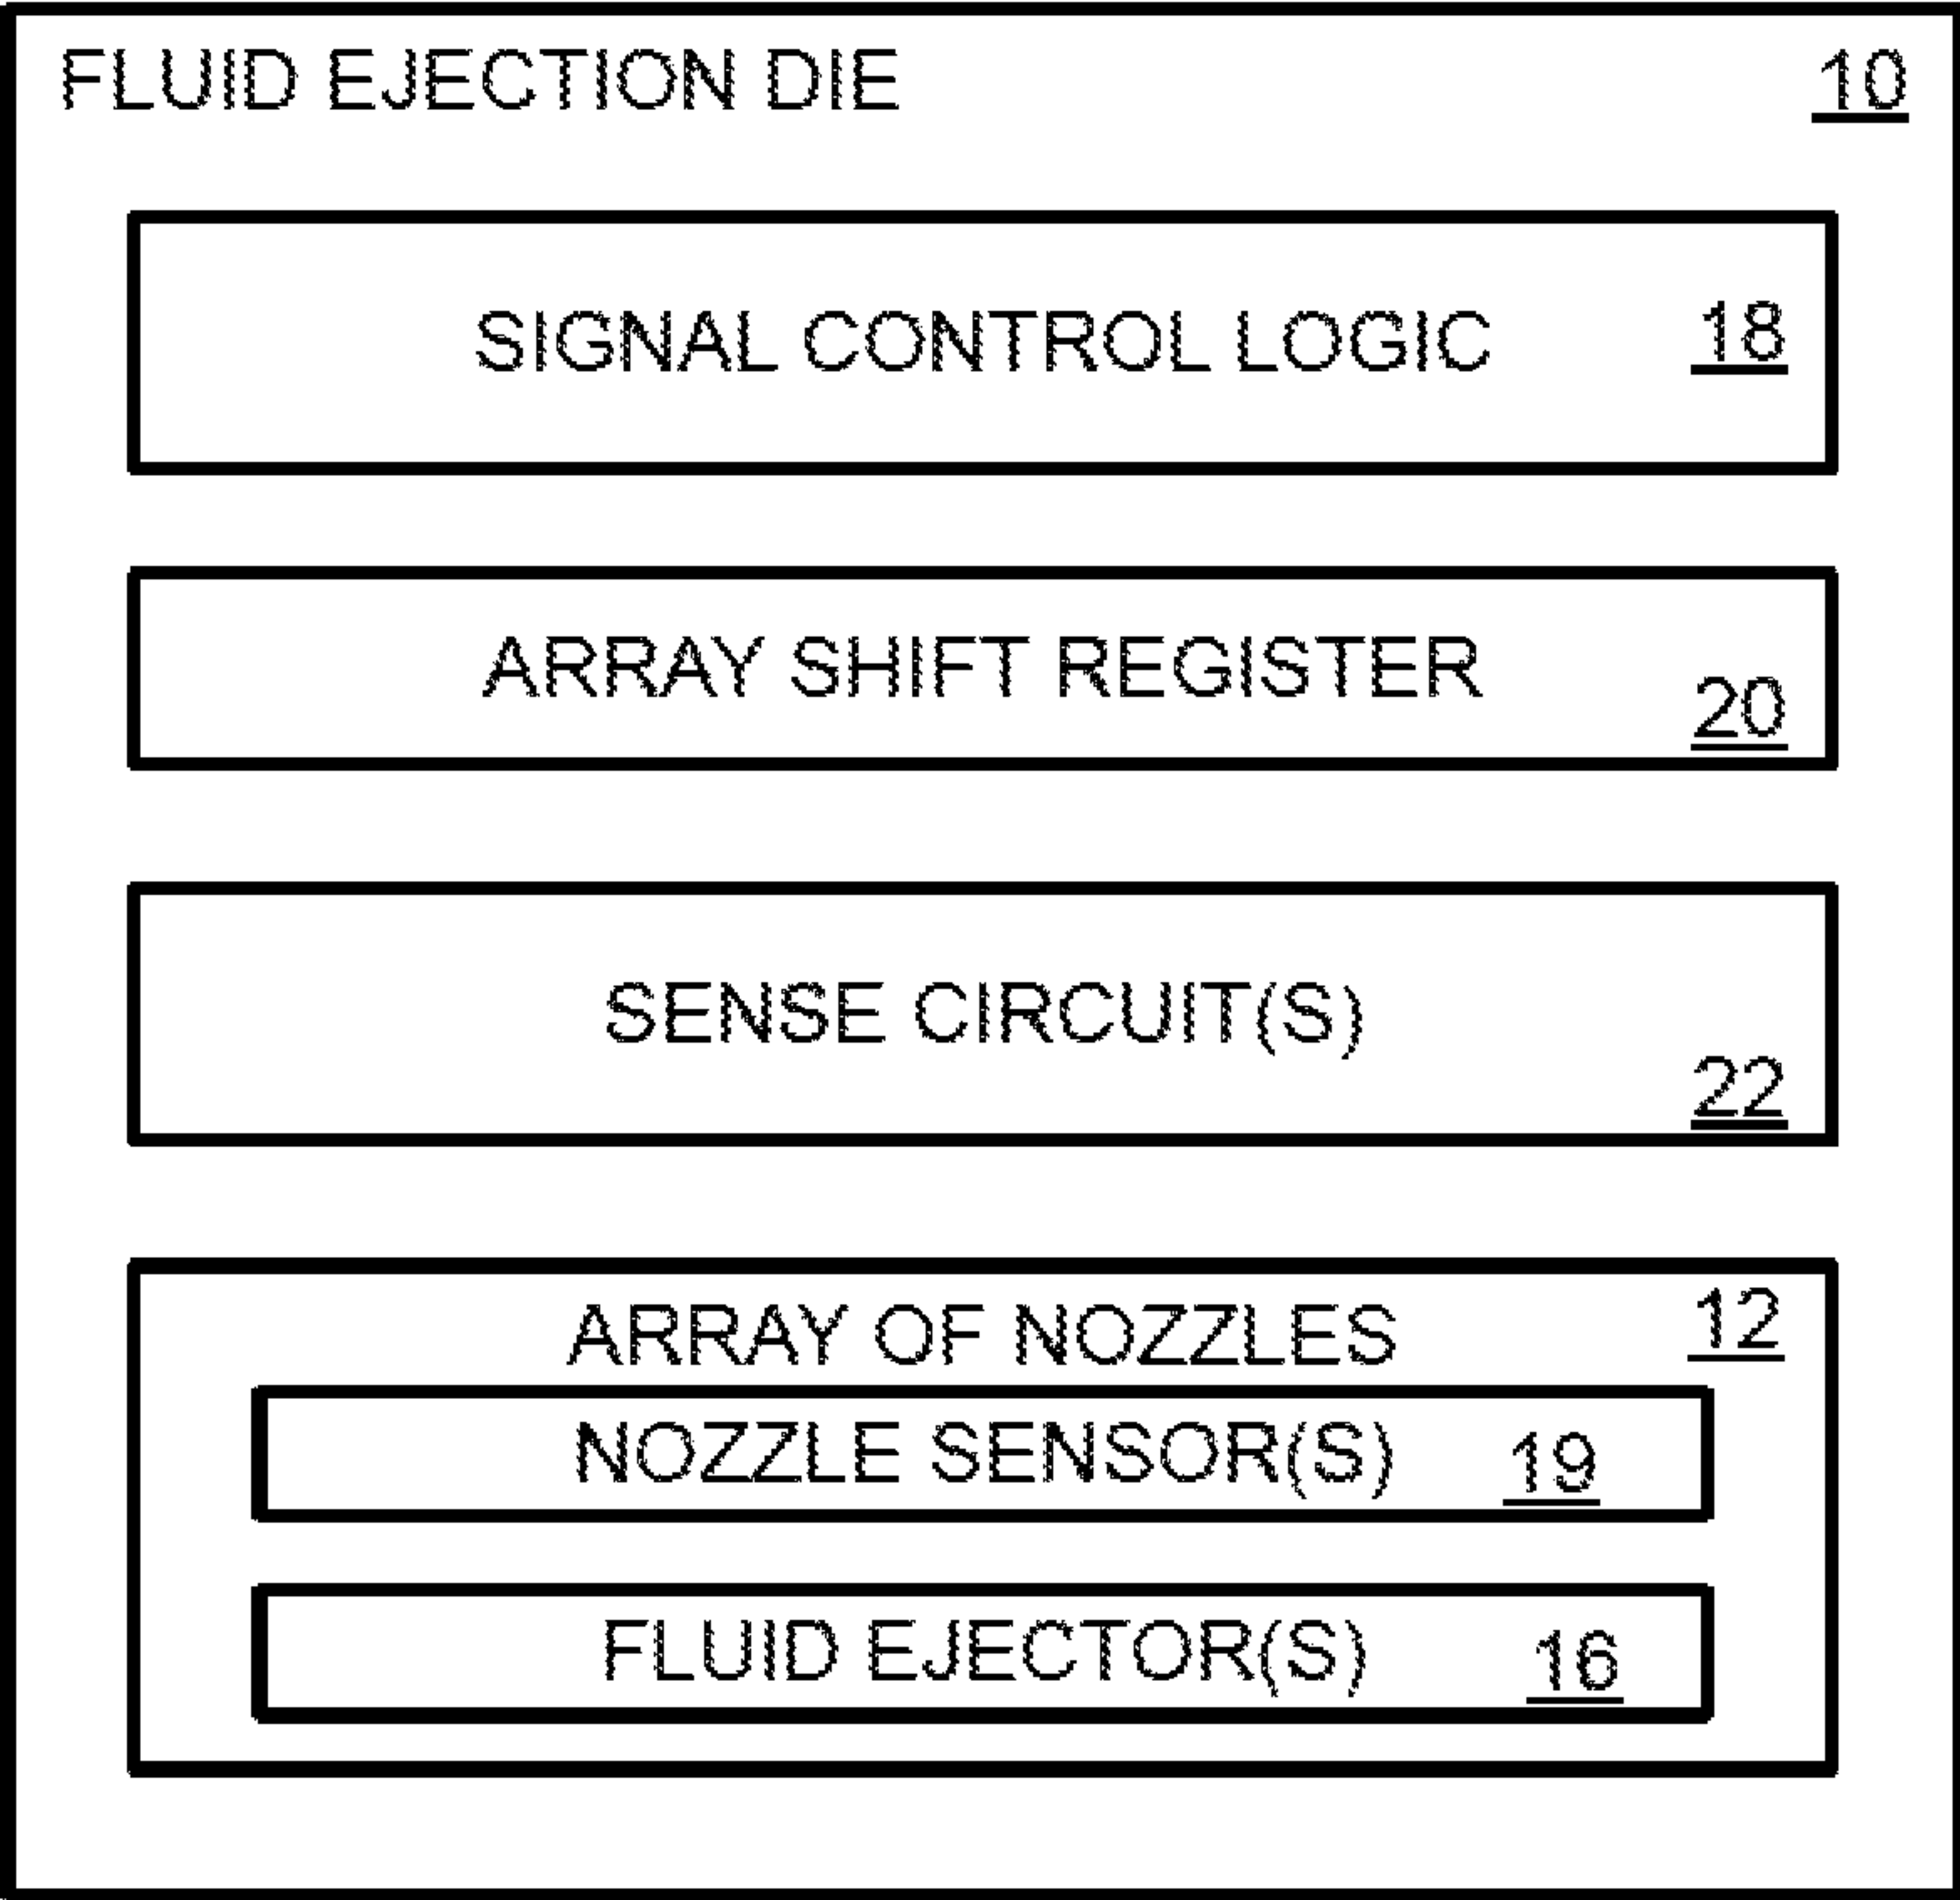 FLUID EJECTION DIE 10
SIGNAL CONTROL LOGIC 18
ARRAY SHIFT REGISTER 20
SENSE CIRCUIT(S) 22
ARRAY OF NOZZLES 12
NOZZLE SENSOR(S) 19
FLUID EJECTOR(S) 16